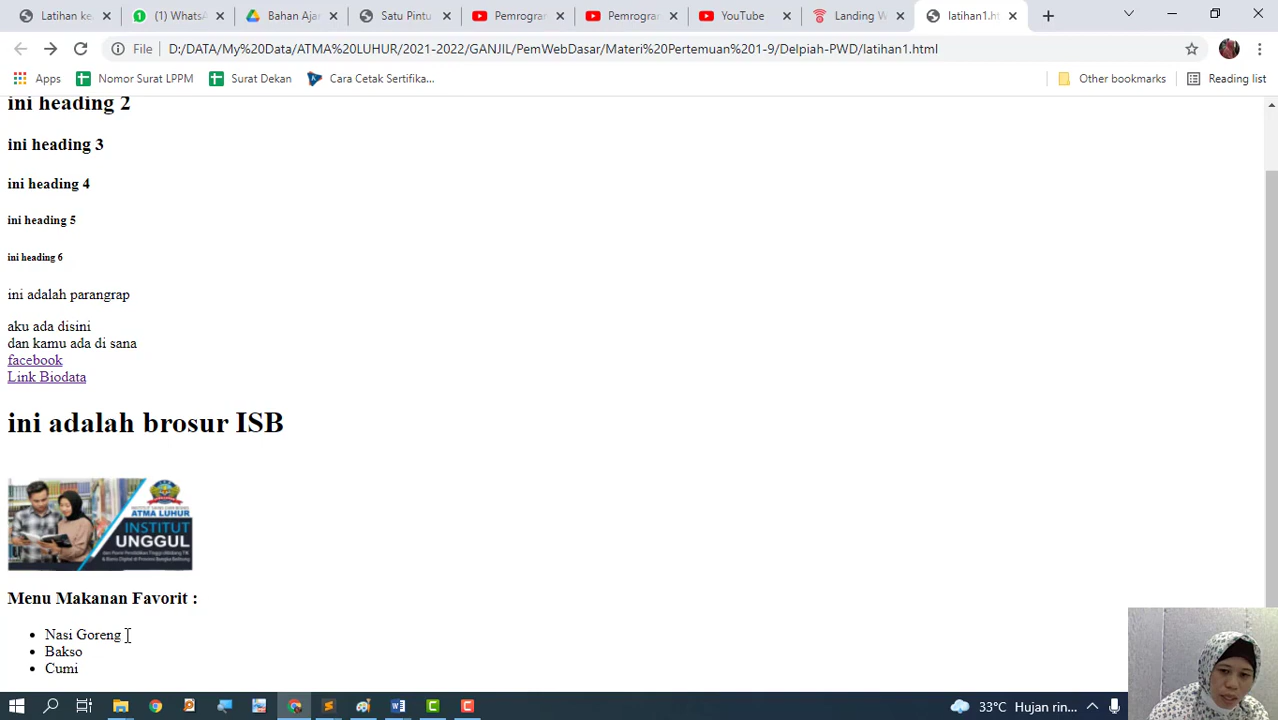 Latihan ke
(1) WhatsA
Bahan Ajar
Satu Pintu
Pemrogran
Pemrogran
YouTube
Landing W
latihan1.ht
File
D:/DATA/My%20Data/ATMA%20LUHUR/2021-2022/GANJIL/PemWebDasar/Materi%20Pertemuan%201-9/Delpiah-PWD/latihan1.html
Apps
Nomor Surat LPPM
Surat Dekan
Cara Cetak Sertifika...
Other bookmarks
Reading list
ini heading 2
ini heading 3
ini heading 4
ini heading 5
ini heading 6
ini adalah parangrap
aku ada disini
dan kamu ada di sana
facebook
Link Biodata
ini adalah brosur ISB
ATMA LUHUR
INSTITUT
UNGGUL
Menu Makanan Favorit :
Nasi Goreng
Bakso
Cumi
33°C Hujan rin...